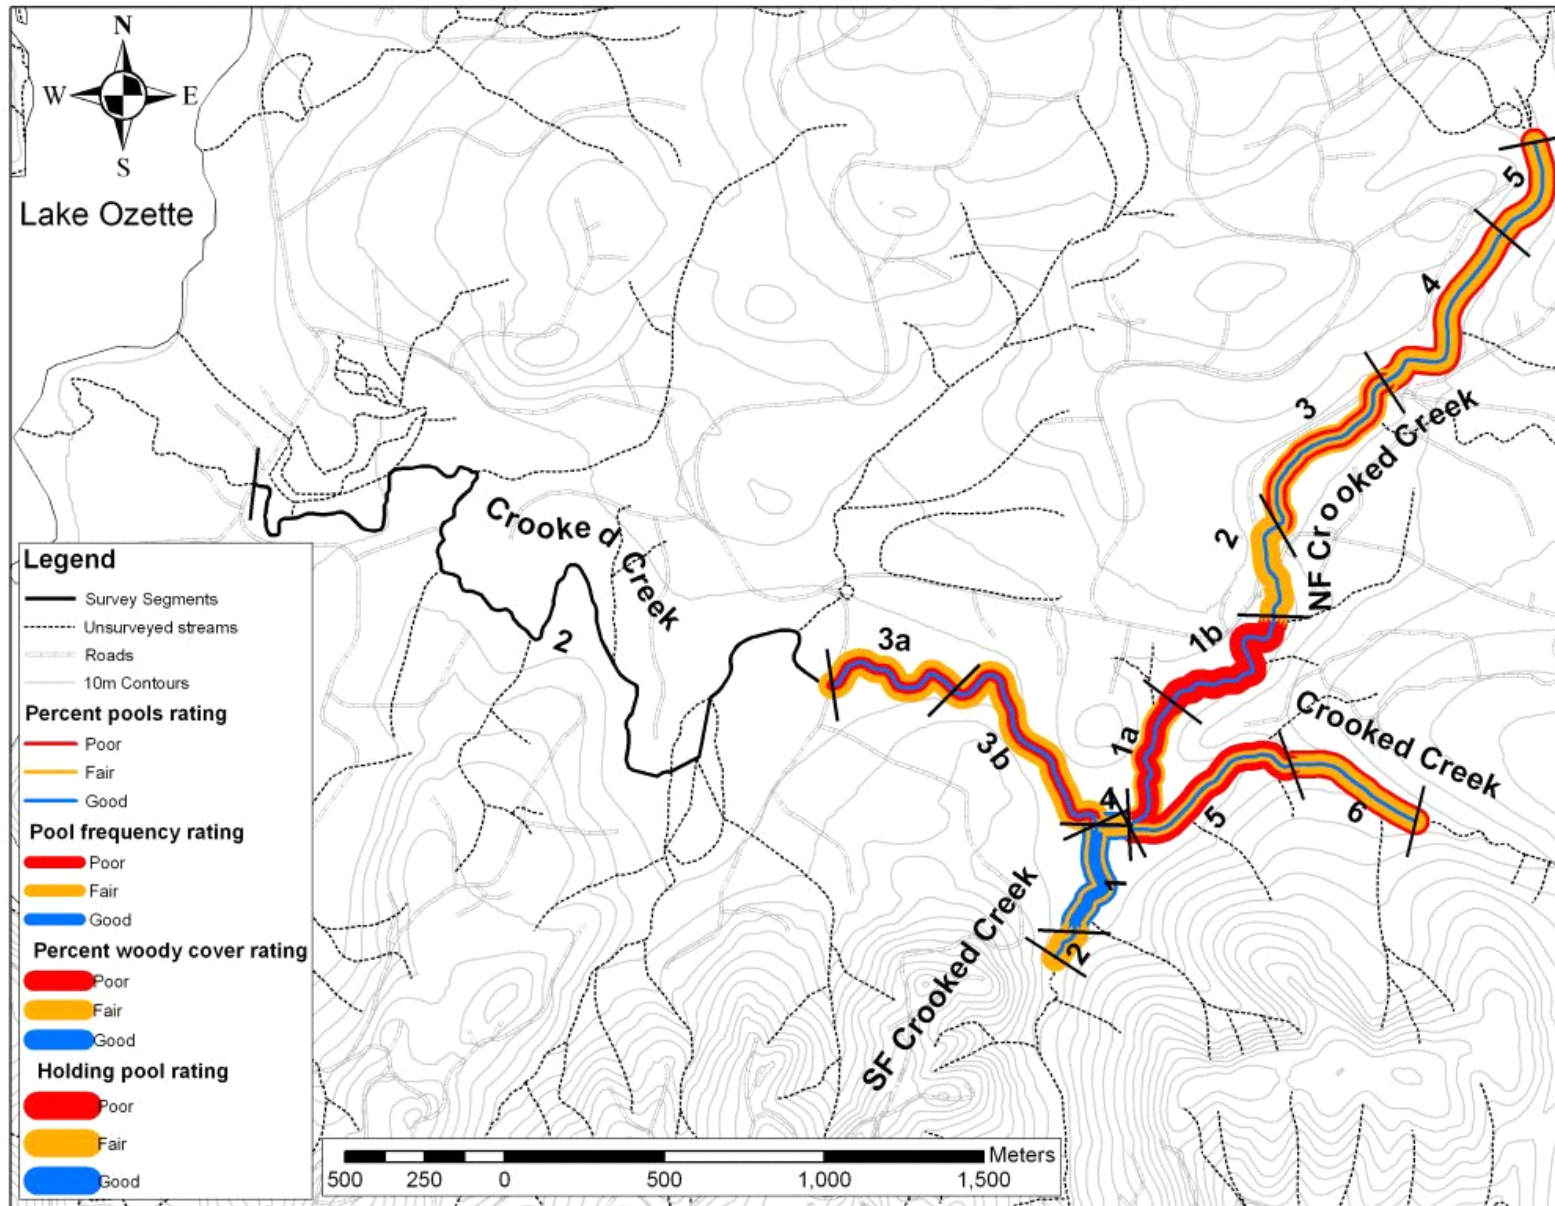 N
W E
S
Lake Ozette
5
4
3
NF Crooked Creek
2
Crooke d Creek
2
3a
1b
3b
1a
Crooked Creek
4
5
6
1
2
SF Crooked Creek
Legend
Survey Segments
Unsurveyed streams
Roads
10m Contours
Percent pools rating
Poor
Fair
Good
Pool frequency rating
Poor
Fair
Good
Percent woody cover rating
Poor
Fair
Good
Holding pool rating
Poor
Fair
Good
Meters
500 250 0 500 1,000 1,500